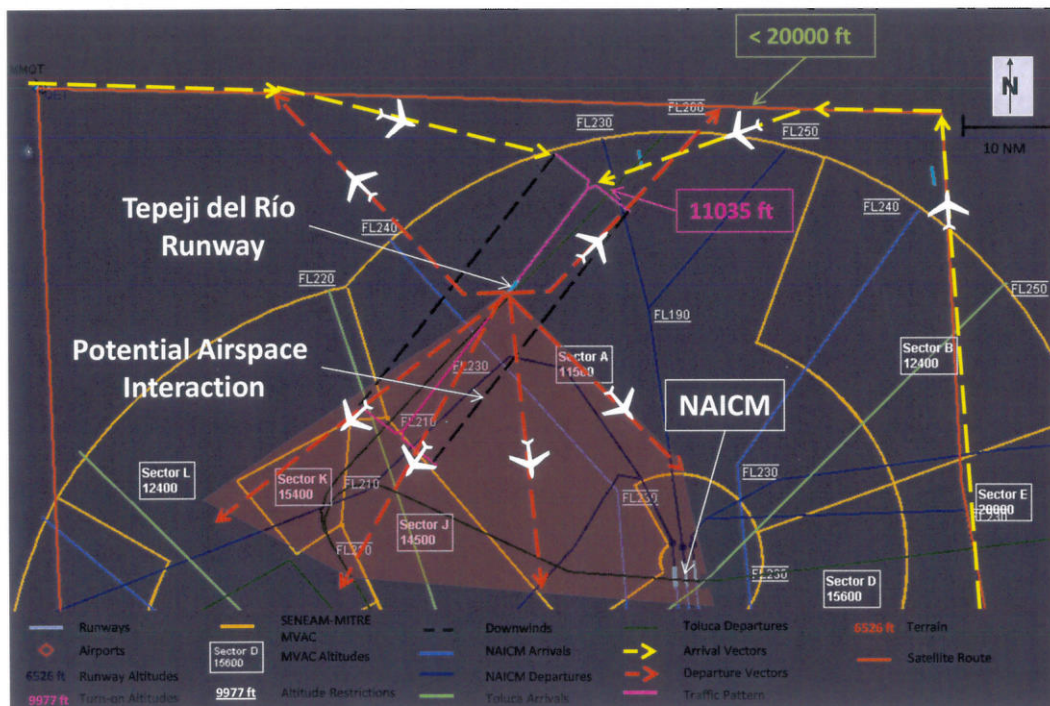 < 20000 ft
N
10 NM
FL200
FL230
FL250
Tepeji del Río
Runway
11035 ft
FL240
FL240
FL220
FL250
FL190
Potential Airspace
Interaction
FL230
Sector A
11500
Sector B
12400
NAICM
FL210
Sector L
12400
Sector K
15400
FL210
FL230
FL230
Sector E
20000
FL230
Sector J
14500
FL210
FL230
Sector D
15600
Runways
Airports
6526 ft Runway Altitudes
9977 ft Turn-on Altitudes
SENEAM-MITRE
MVAC
Sector D
15600
MVAC Altitudes
9977 ft Altitude Restrictions
Downwinds
NAICM Arrivals
NAICM Departures
Toluca Arrivals
Toluca Departures
Arrival Vectors
Departure Vectors
Traffic Pattern
6526 ft Terrain
Satellite Route